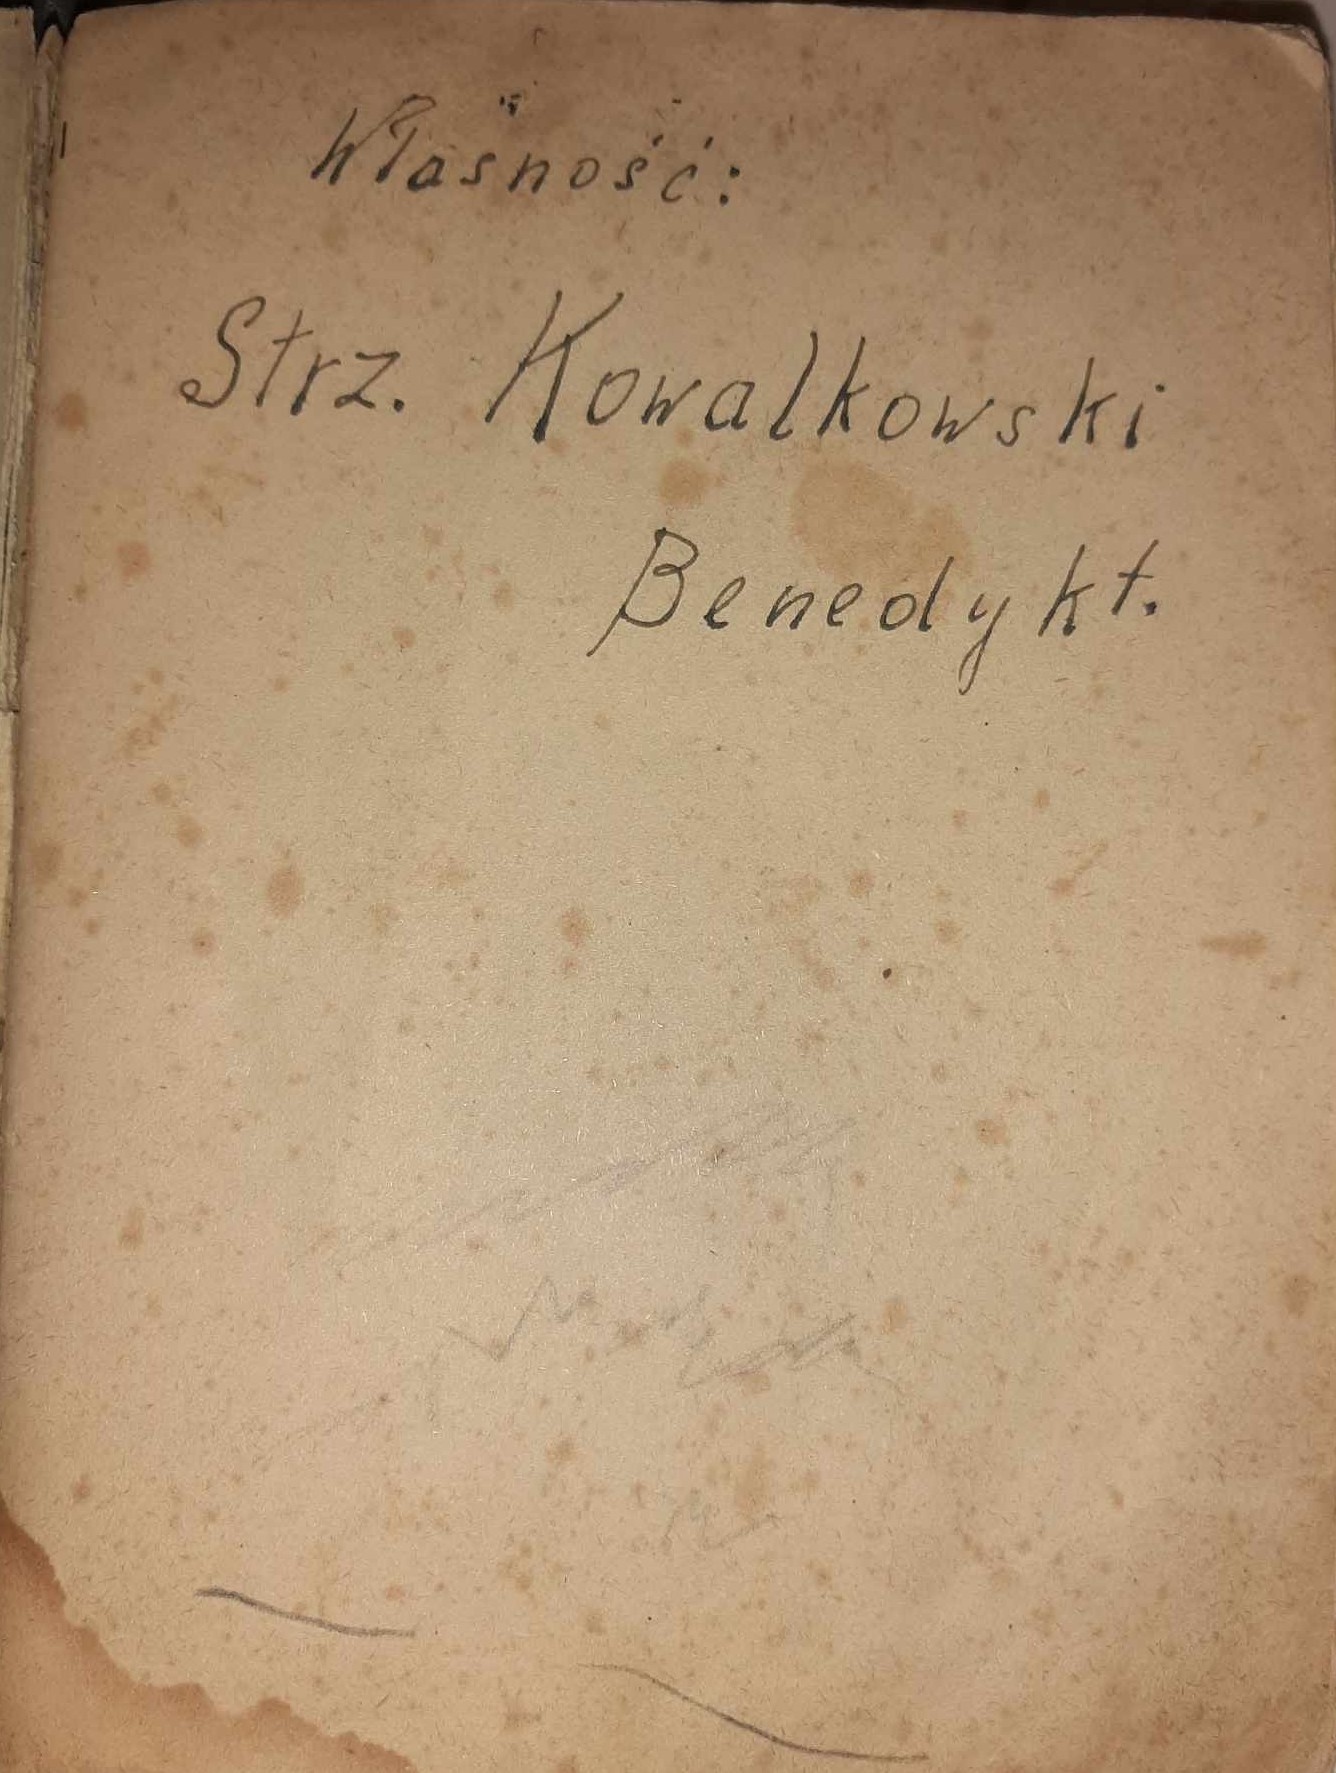 Własność:
Strz. Kowalkowski
Benedykt.